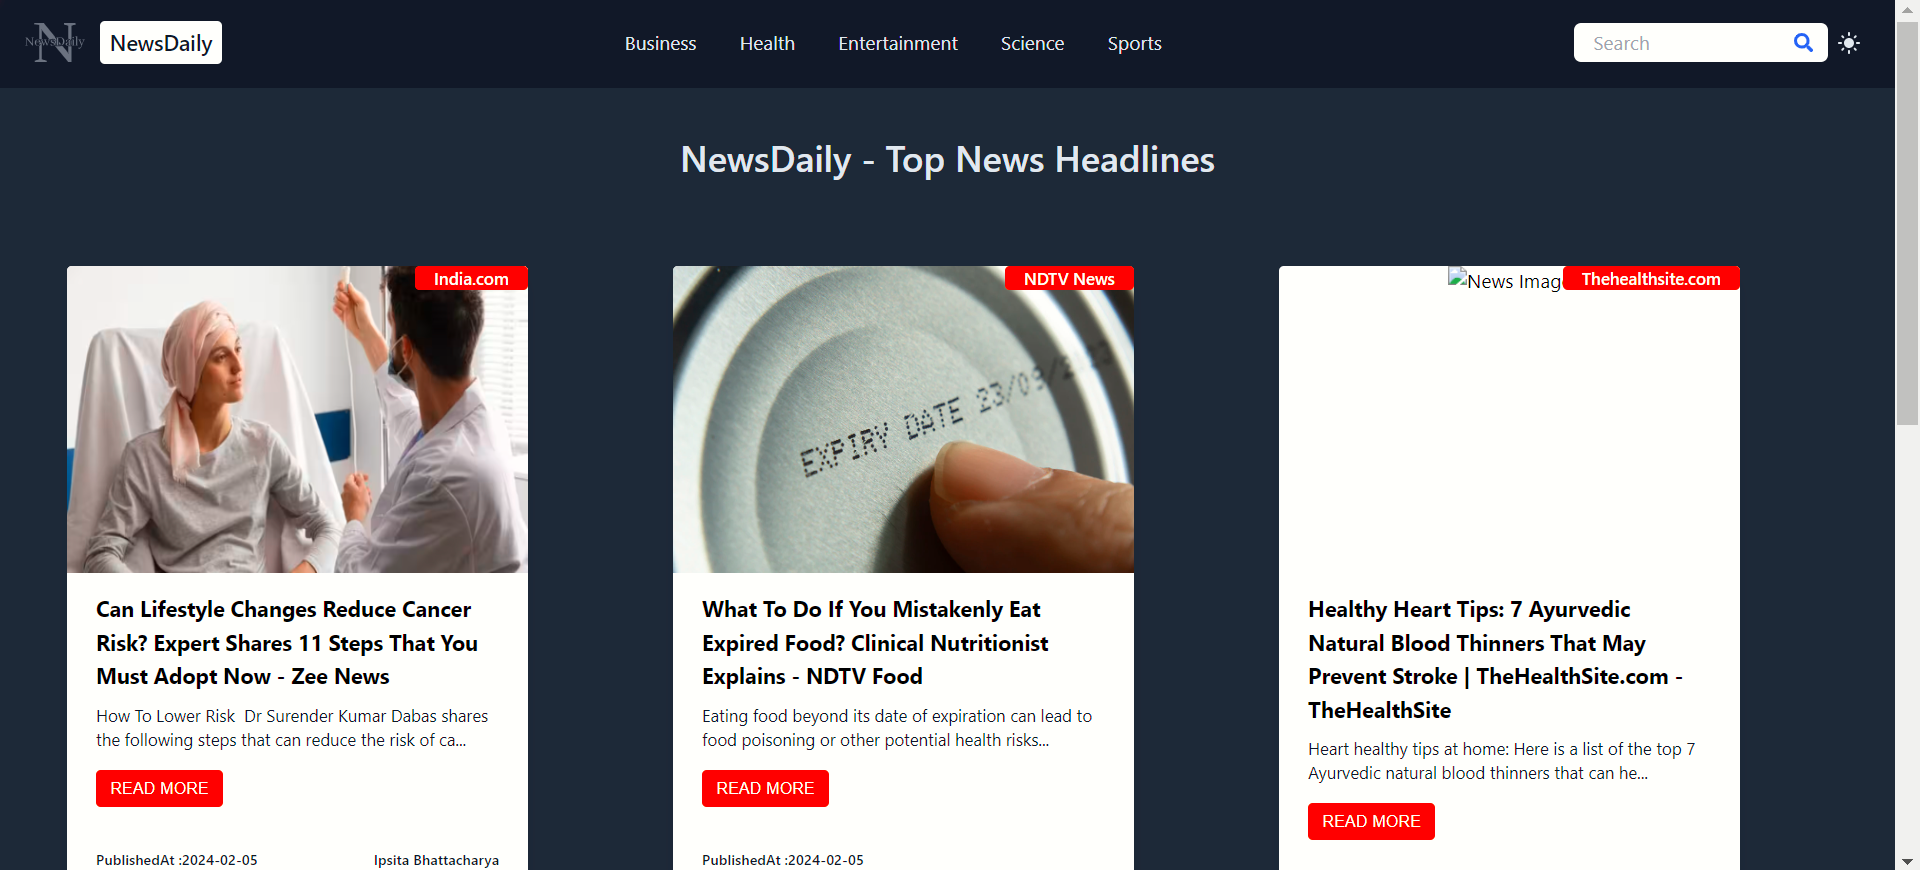 NewsDaily
NewsDaily
Business
Health
Entertainment
Science
Sports
Search
NewsDaily - Top News Headlines
India.com
Can Lifestyle Changes Reduce Cancer
Risk? Expert Shares 11 Steps That You
Must Adopt Now - Zee News
How To Lower Risk  Dr Surender Kumar Dabas shares
the following steps that can reduce the risk of ca...
READ MORE
PublishedAt :2024-02-05
Ipsita Bhattacharya
NDTV News
EXPIRY DATE 23/09/2023
What To Do If You Mistakenly Eat
Expired Food? Clinical Nutritionist
Explains - NDTV Food
Eating food beyond its date of expiration can lead to
food poisoning or other potential health risks...
READ MORE
PublishedAt :2024-02-05
News Imag
Thehealthsite.com
Healthy Heart Tips: 7 Ayurvedic
Natural Blood Thinners That May
Prevent Stroke | TheHealthSite.com -
TheHealthSite
Heart healthy tips at home: Here is a list of the top 7
Ayurvedic natural blood thinners that can he...
READ MORE